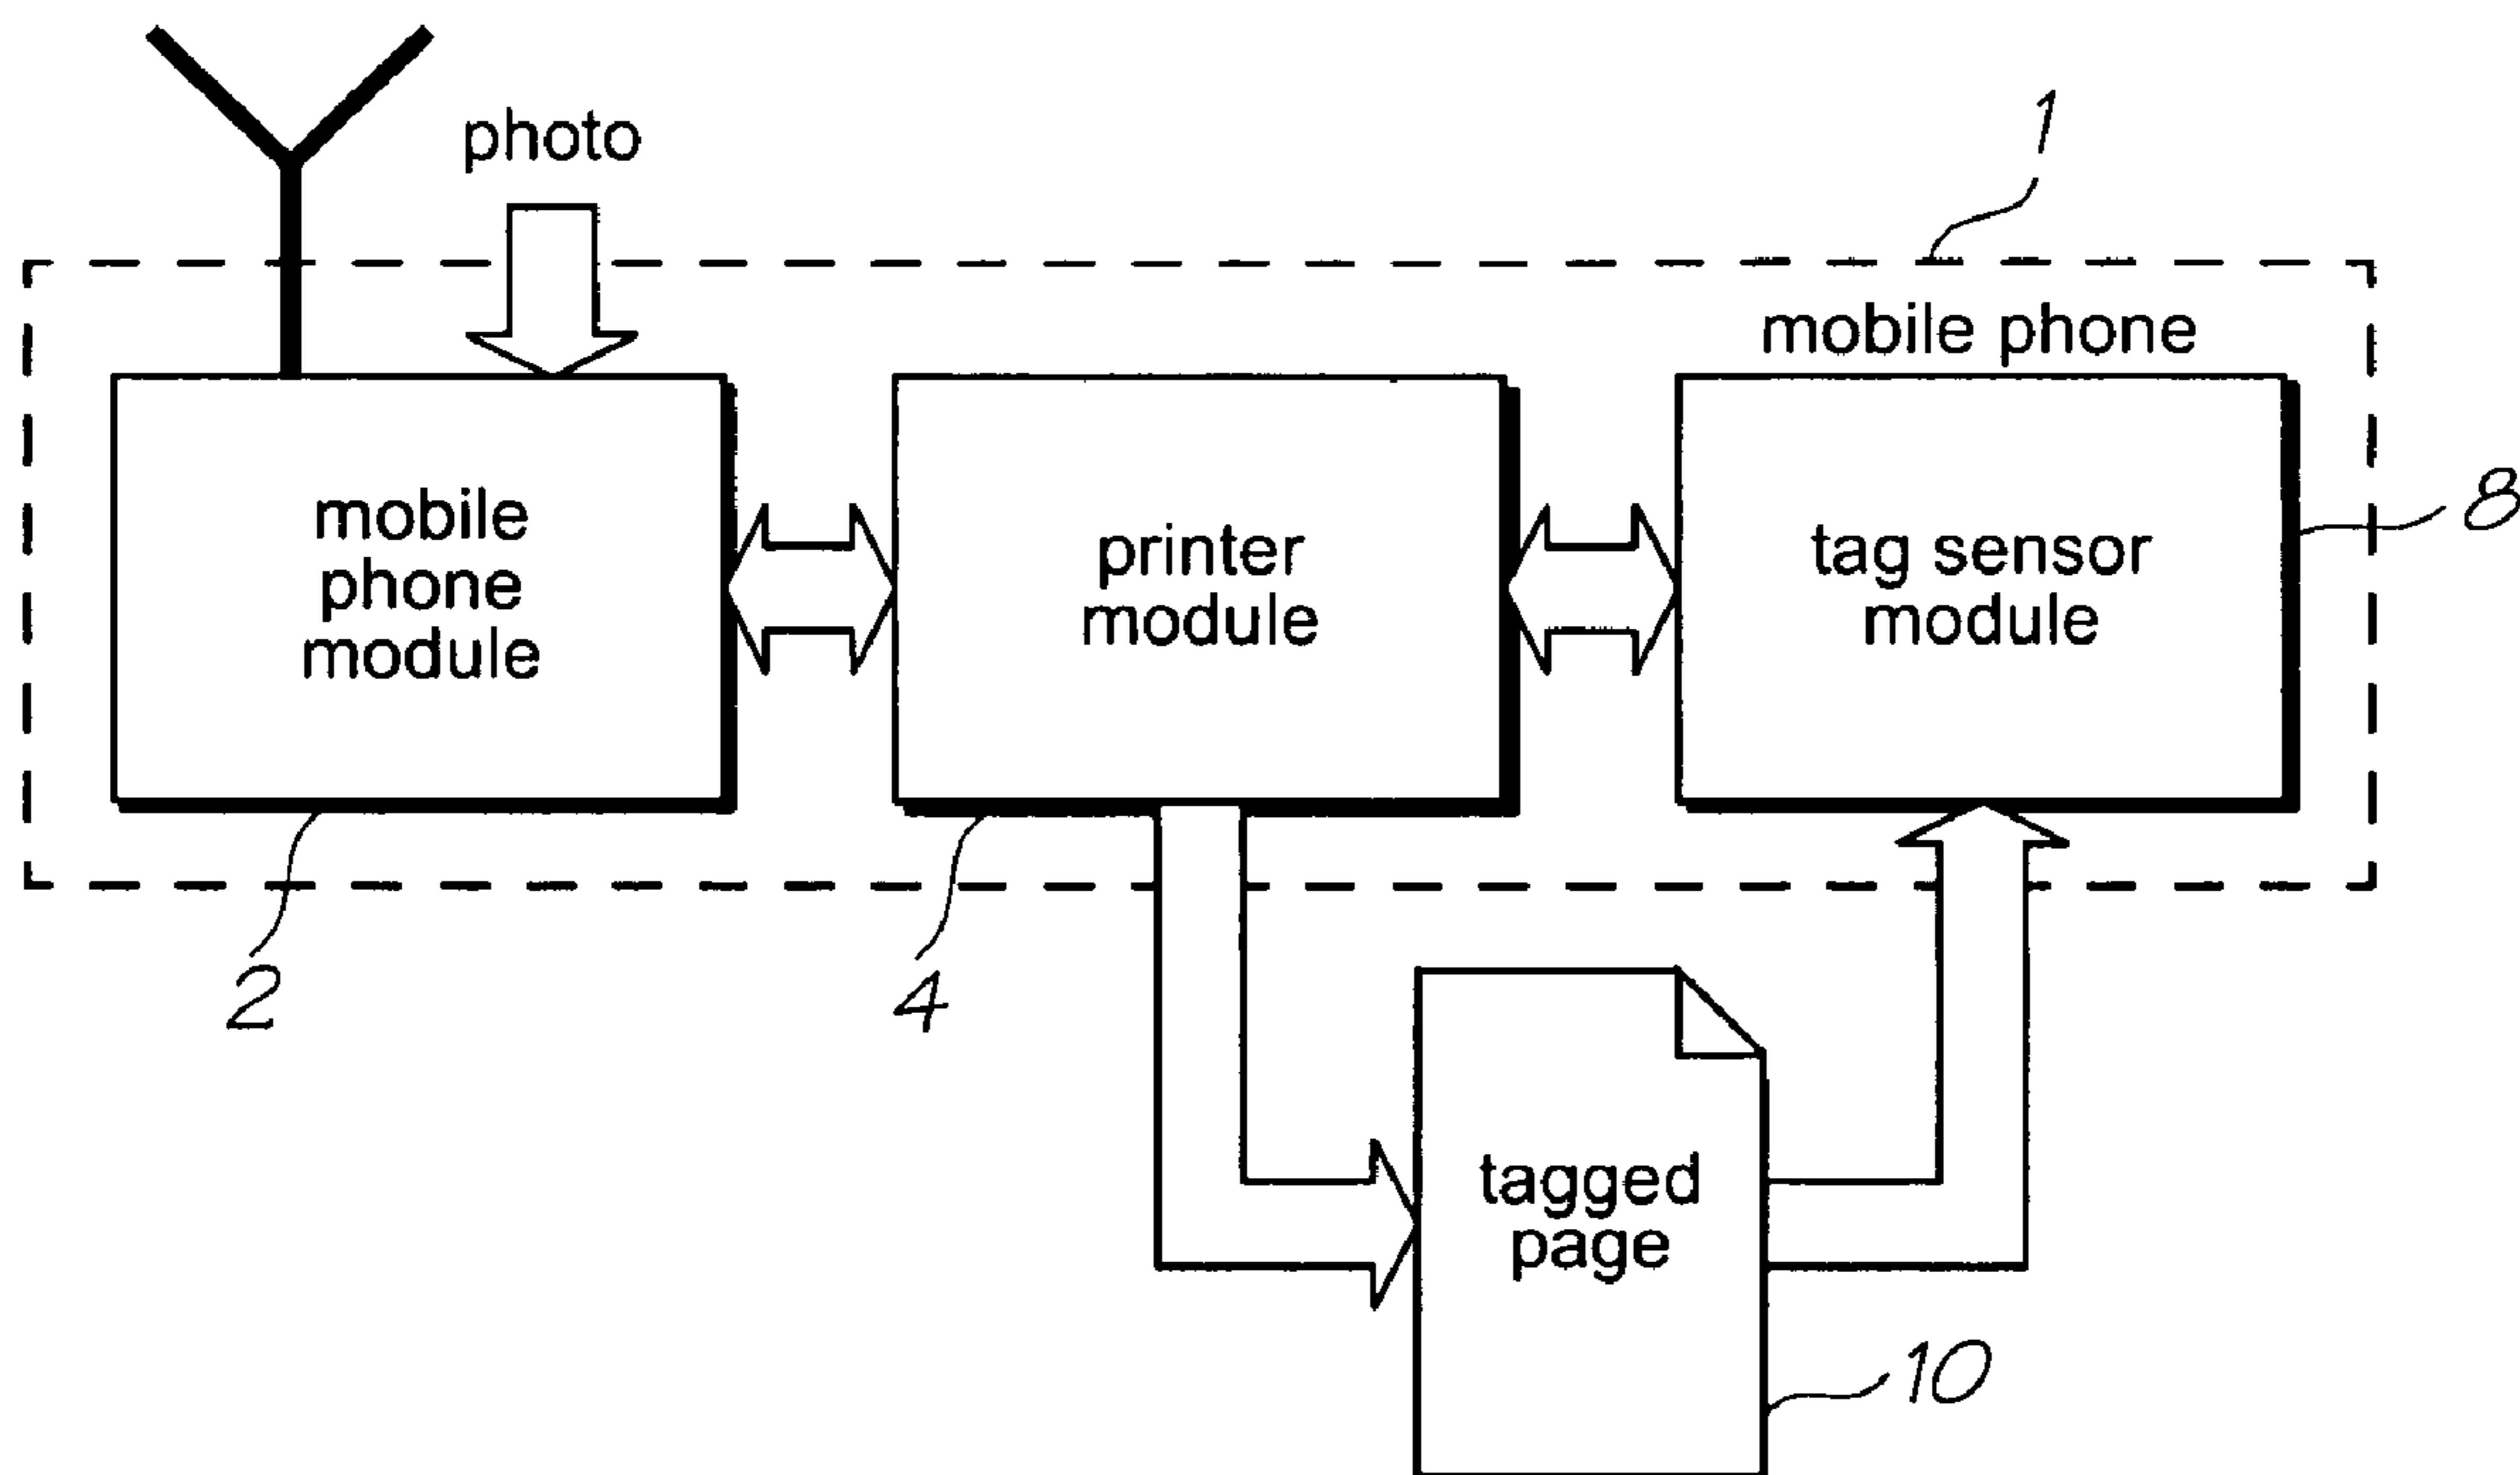 photo
1
mobile phone
mobile
phone
module
printer
module
tag sensor
module
8
2
4
tagged
page
10